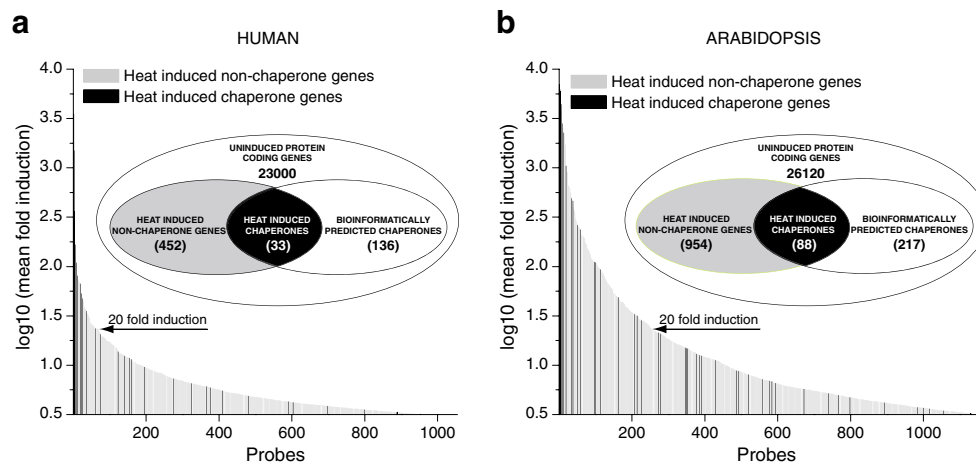 a
HUMAN
Heat induced non-chaperone genes
Heat induced chaperone genes
log10 (mean fold induction)
4.0
3.5
3.0
2.5
2.0
1.5
1.0
0.5
UNINDUCED PROTEIN
CODING GENES
23000
HEAT INDUCED
NON-CHAPERONE GENES
(452)
HEAT INDUCED
CHAPERONES
(33)
BIOINFORMATICALLY
PREDICTED CHAPERONES
(136)
20 fold induction
200
400
600
800
1000
Probes
b
ARABIDOPSIS
Heat induced non-chaperone genes
Heat induced chaperone genes
log10 (mean fold induction)
4.0
3.5
3.0
2.5
2.0
1.5
1.0
0.5
UNINDUCED PROTEIN
CODING GENES
26120
HEAT INDUCED
NON-CHAPERONE GENES
(954)
HEAT INDUCED
CHAPERONES
(88)
BIOINFORMATICALLY
PREDICTED CHAPERONES
(217)
20 fold induction
200
400
600
800
1000
Probes